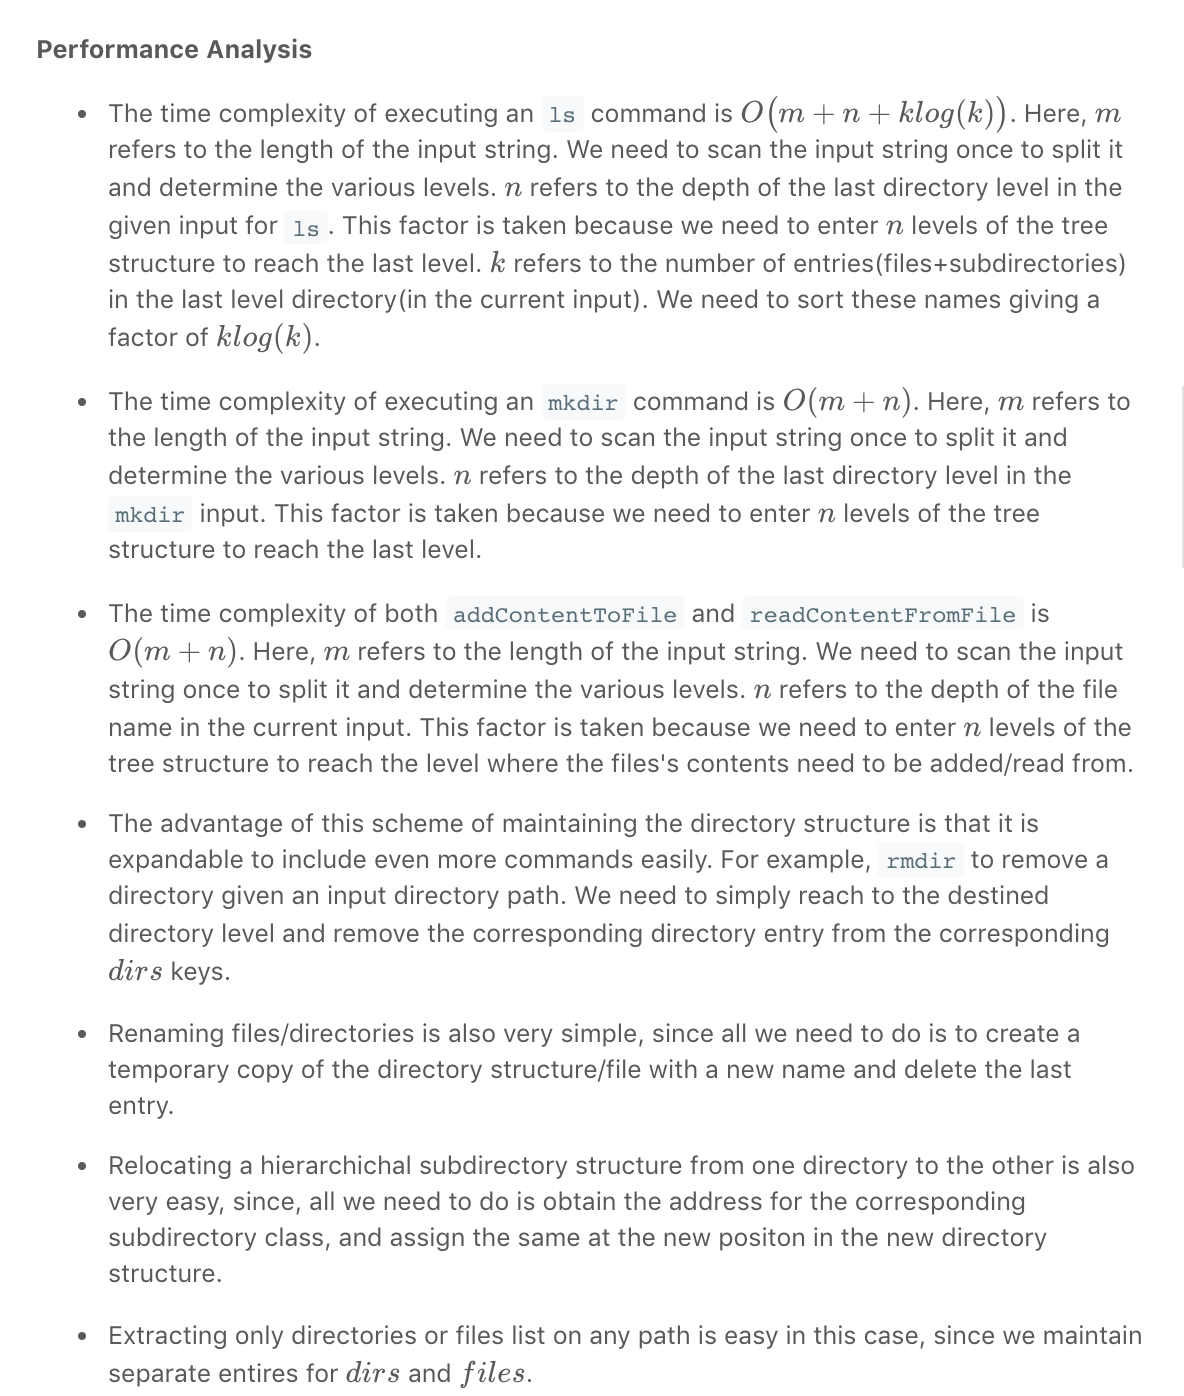 Performance Analysis
• The time complexity of executing an ls command is O(m + n + klog(k)). Here, m
refers to the length of the input string. We need to scan the input string once to split it
and determine the various levels. n refers to the depth of the last directory level in the
given input for ls. This factor is taken because we need to enter n levels of the tree
structure to reach the last level. k refers to the number of entries(files+subdirectories)
in the last level directory(in the current input). We need to sort these names giving a
factor of klog(k).
• The time complexity of executing an mkdir command is O(m + n). Here, m refers to
the length of the input string. We need to scan the input string once to split it and
determine the various levels. n refers to the depth of the last directory level in the
mkdir input. This factor is taken because we need to enter n levels of the tree
structure to reach the last level.
• The time complexity of both addContentToFile and readContentFromFile is
O(m + n). Here, m refers to the length of the input string. We need to scan the input
string once to split it and determine the various levels. n refers to the depth of the file
name in the current input. This factor is taken because we need to enter n levels of the
tree structure to reach the level where the files's contents need to be added/read from.
• The advantage of this scheme of maintaining the directory structure is that it is
expandable to include even more commands easily. For example, rmdir to remove a
directory given an input directory path. We need to simply reach to the destined
directory level and remove the corresponding directory entry from the corresponding
dirs keys.
• Renaming files/directories is also very simple, since all we need to do is to create a
temporary copy of the directory structure/file with a new name and delete the last
entry.
• Relocating a hierarchichal subdirectory structure from one directory to the other is also
very easy, since, all we need to do is obtain the address for the corresponding
subdirectory class, and assign the same at the new positon in the new directory
structure.
• Extracting only directories or files list on any path is easy in this case, since we maintain
separate entires for dirs and files.